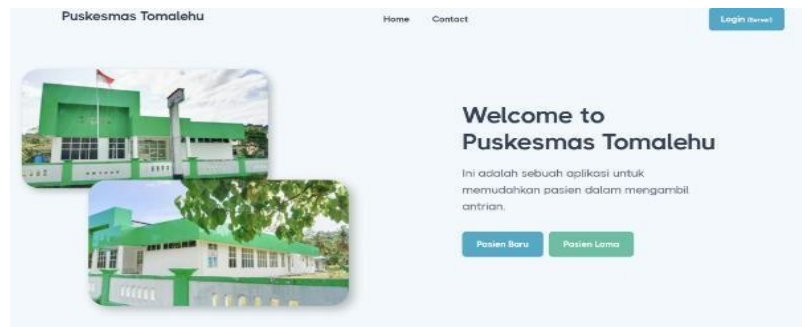 Puskesmas Tomalehu
Home
Contact
Login (Server)
Welcome to
Puskesmas Tomalehu
Ini adalah sebuah aplikasi untuk
memudahkan pasien dalam mengambil
antrian.
Pasien Baru
Pasien Lama